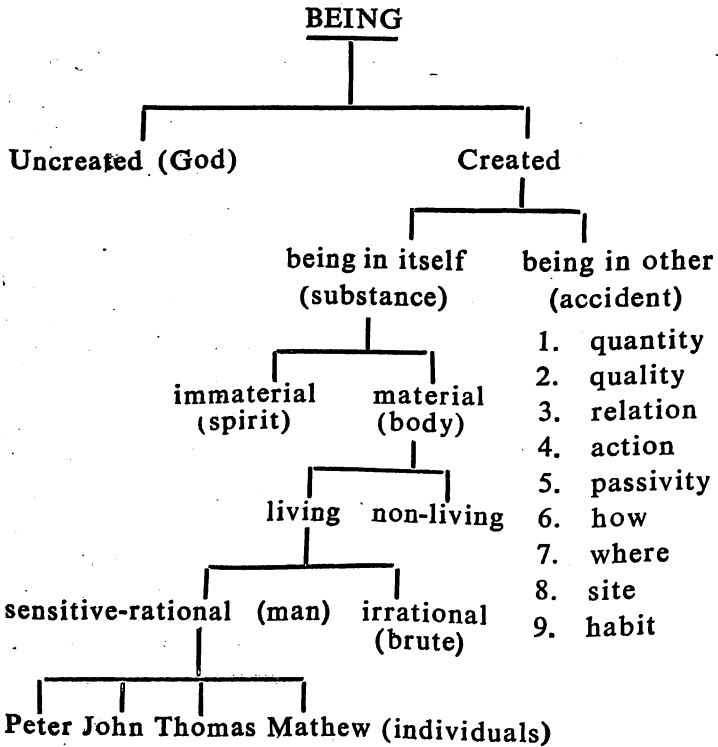 BEING
Uncreated (God)
Created
being in itself
(substance)
being in other
(accident)
1. quantity
2. quality
3. relation
4. action
5. passivity
6. how
7. where
8. site
9. habit
immaterial
(spirit)
material
(body)
living
non-living
sensitive-rational (man)
irrational
(brute)
Peter John Thomas Mathew (individuals)